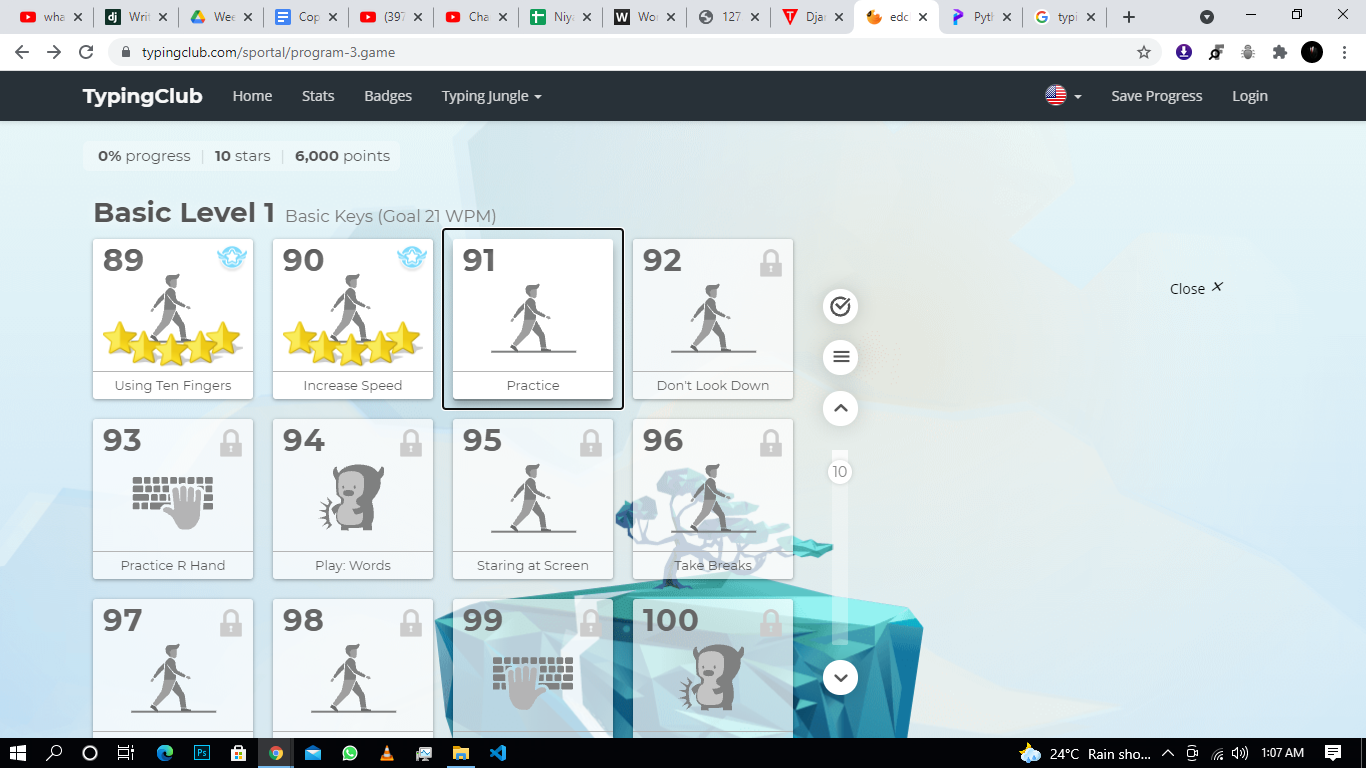 wha
Writ
Wee
Cop
(397
Cha
Niya
Wor
127
Djar
edc
Pyth
typi
typingclub.com/sportal/program-3.game
TypingClub Home Stats Badges Typing Jungle Save Progress Login
0% progress 10 stars 6,000 points
Basic Level 1 Basic Keys (Goal 21 WPM)
89
Using Ten Fingers
90
Increase Speed
91
Practice
92
Don't Look Down
Close
93
Practice R Hand
94
Play: Words
95
Staring at Screen
96
Take Breaks
10
97
98
99
100
24°C Rain sho... 1:07 AM